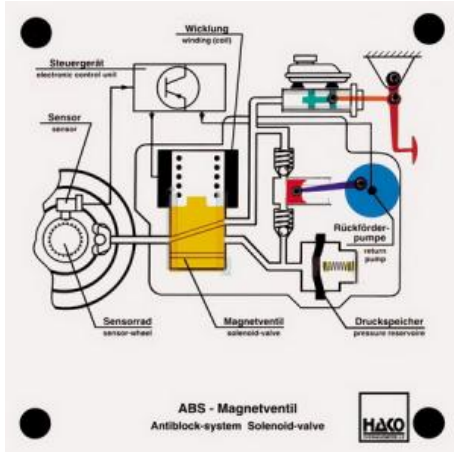 Wicklung
winding (coil)
Steuergerät
electronic control unit
Sensor
sensor
Rückförder-
pumpe
return
pump
Sensorrad
sensor-wheel
Magnetventil
solenoid-valve
Druckspeicher
pressure reservoire
ABS - Magnetventil
Antiblock-system Solenoid-valve
HACO